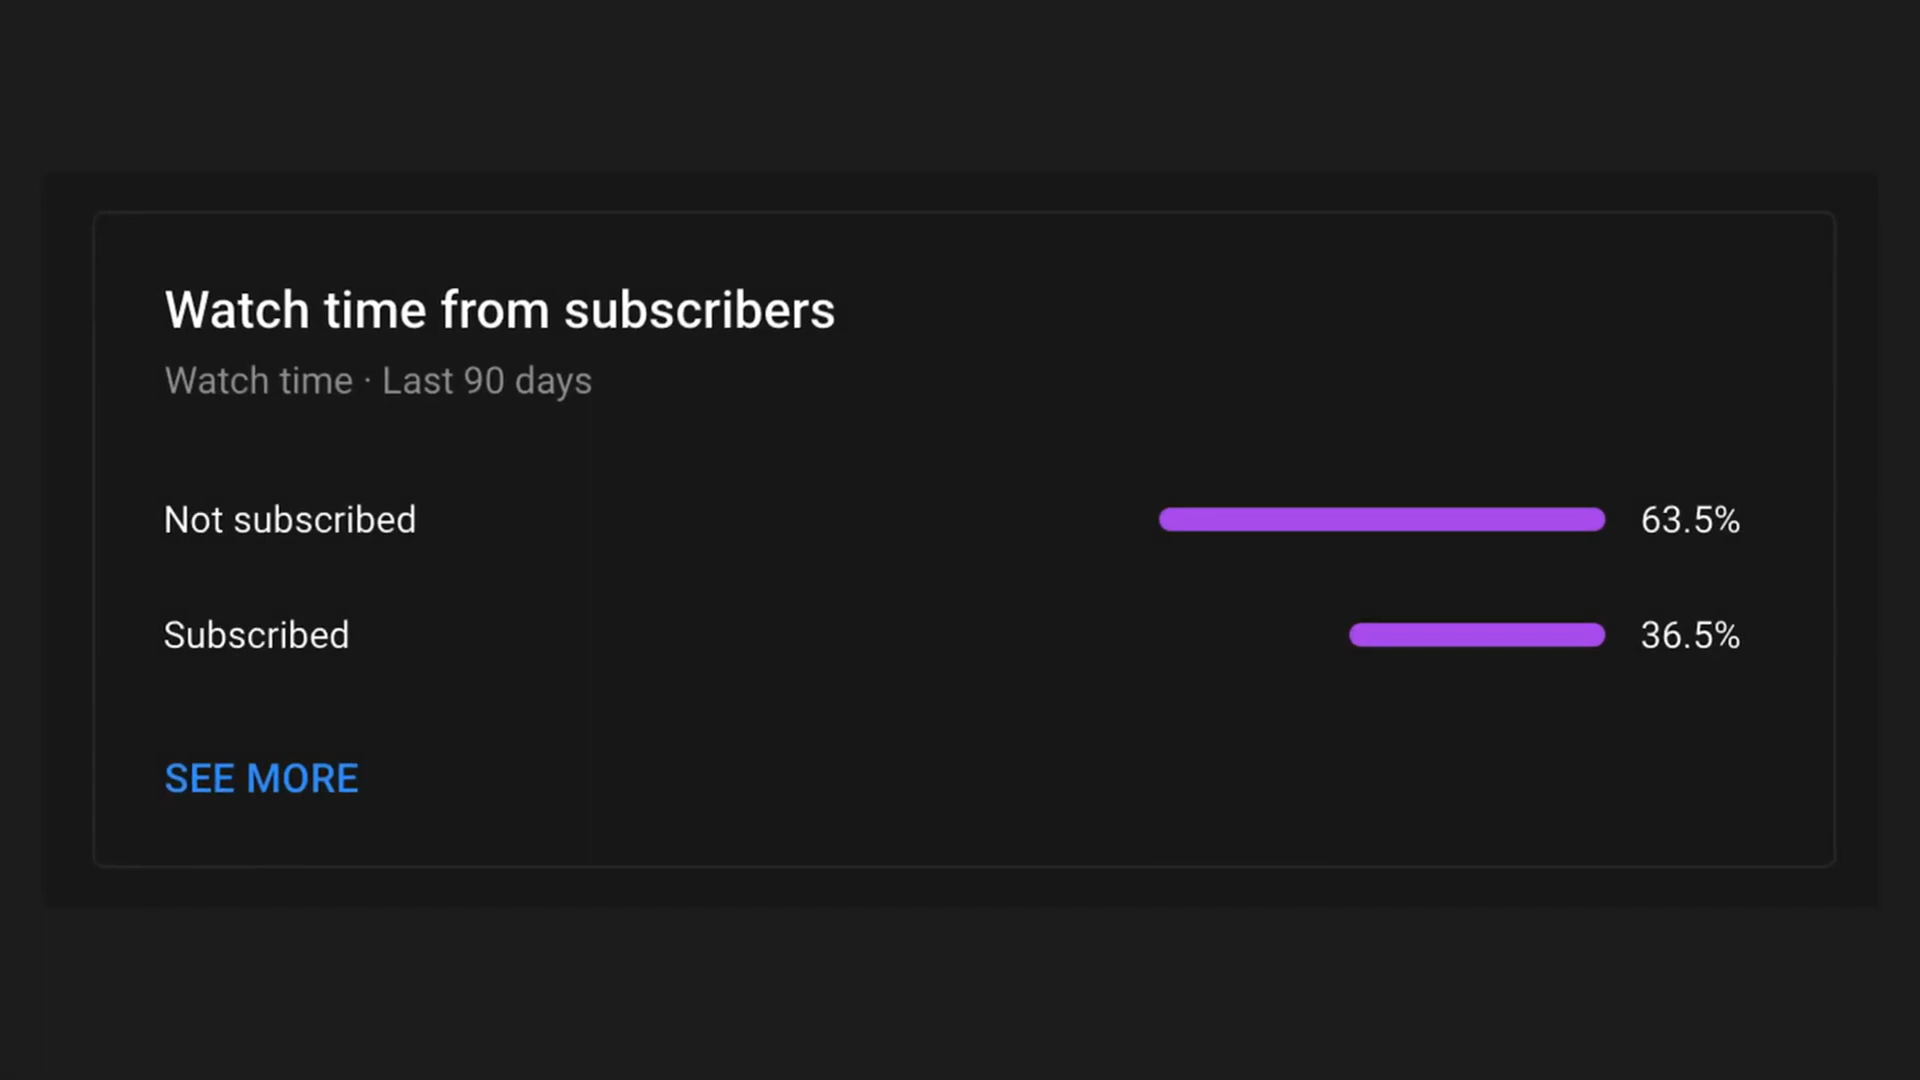 Watch time from subscribers
Watch time · Last 90 days
Not subscribed 63.5%
Subscribed 36.5%
SEE MORE